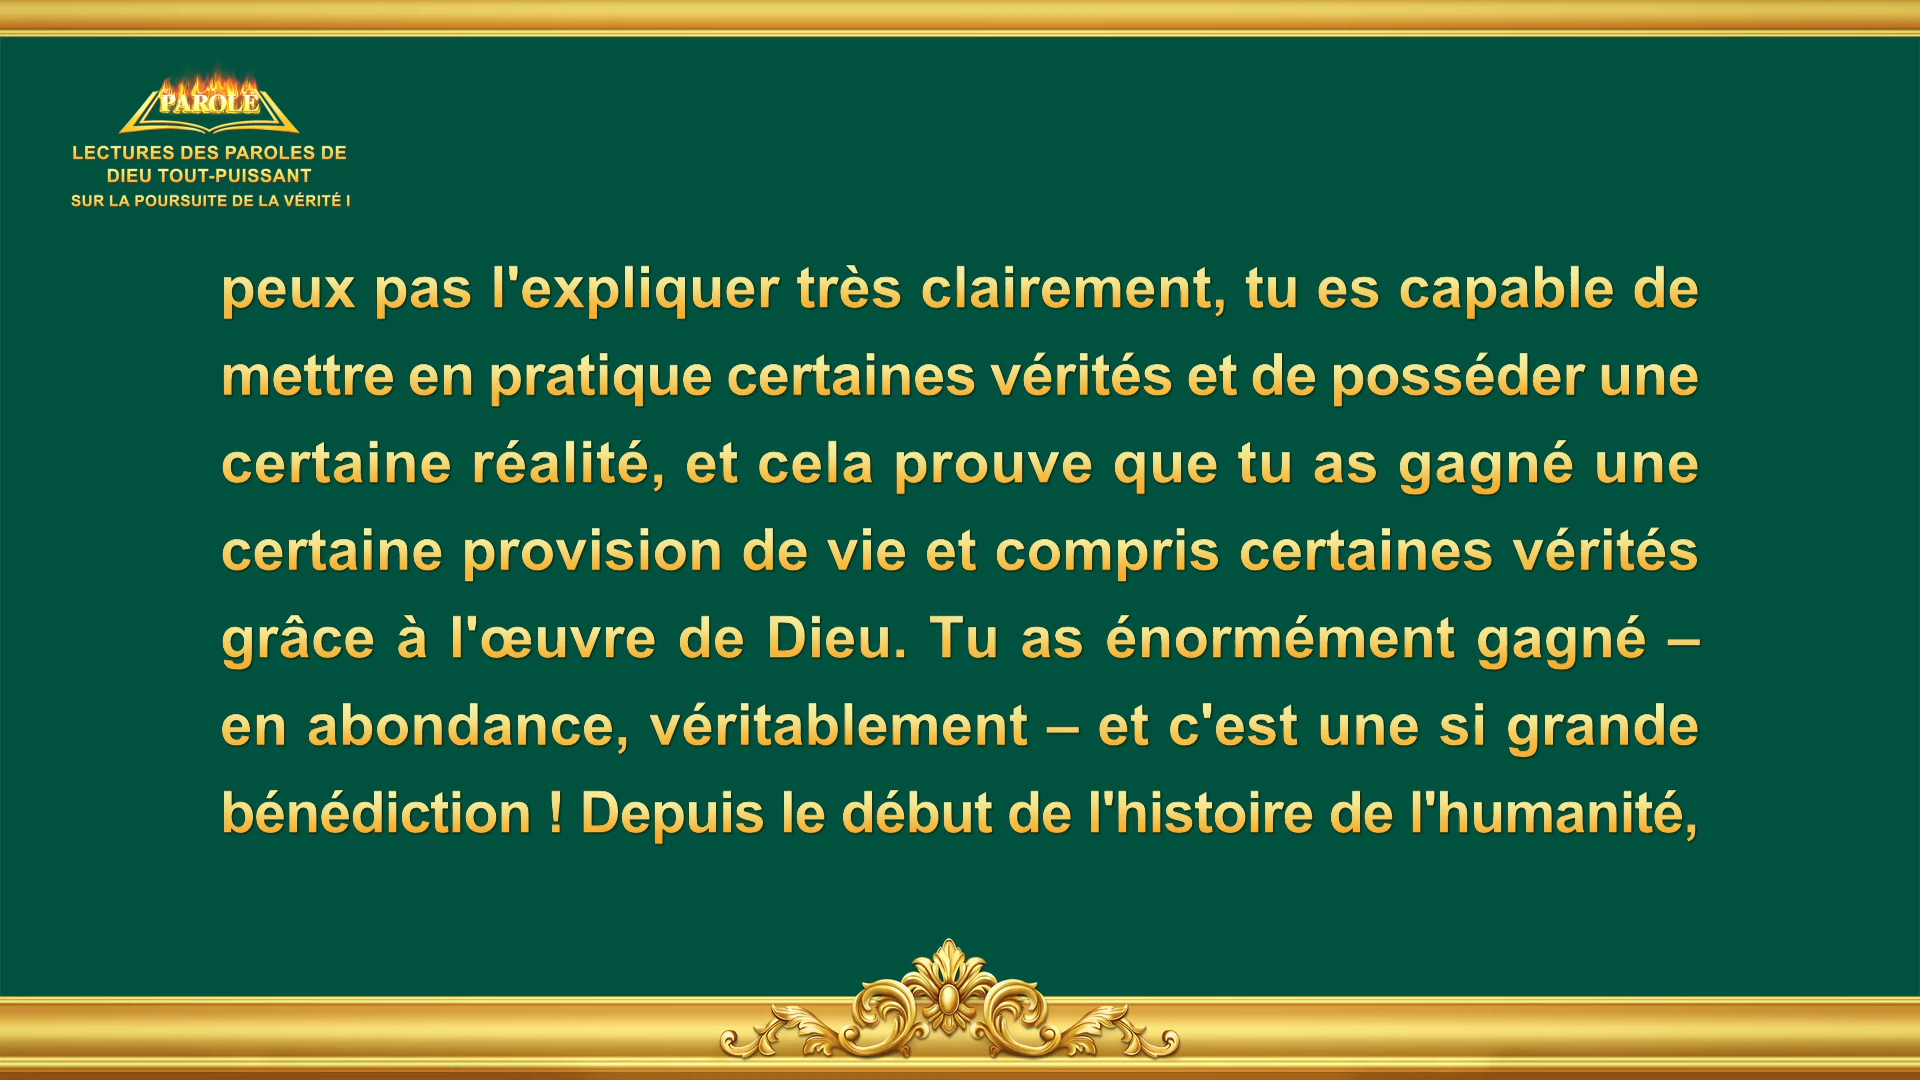 PAROLE
LECTURES DES PAROLES DE
DIEU TOUT-PUISSANT
SUR LA POURSUITE DE LA VÉRITÉ I
peux pas l'expliquer très clairement, tu es capable de
mettre en pratique certaines vérités et de posséder une
certaine réalité, et cela prouve que tu as gagné une
certaine provision de vie et compris certaines vérités
grâce à l'œuvre de Dieu. Tu as énormément gagné –
en abondance, véritablement – et c'est une si grande
bénédiction ! Depuis le début de l'histoire de l'humanité,